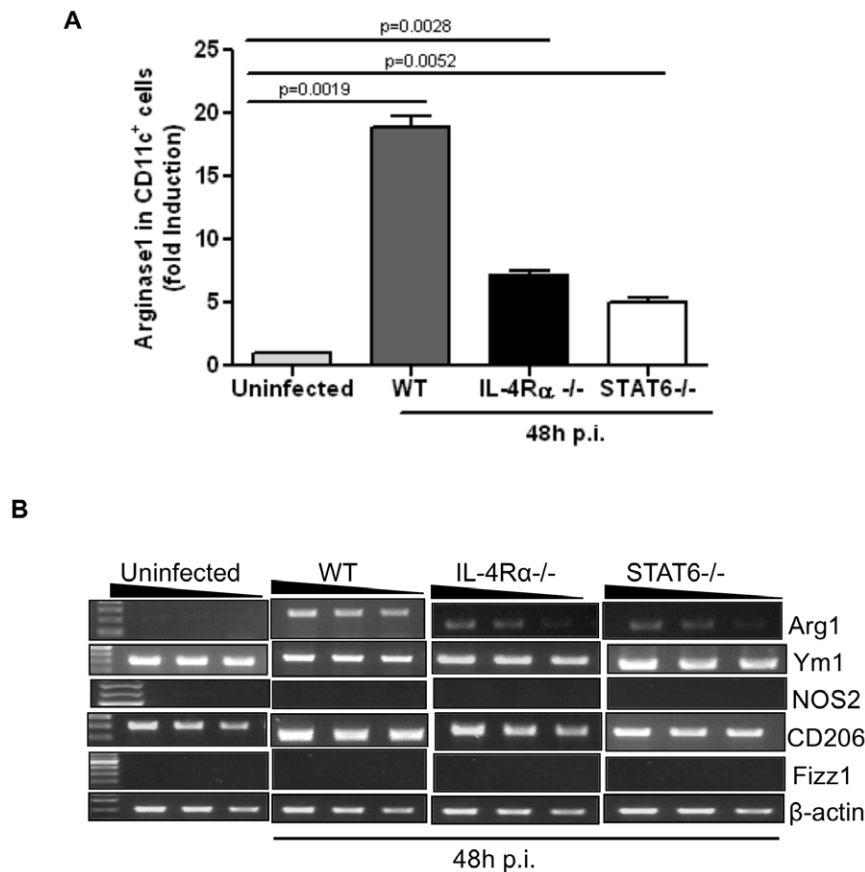 A
p=0.0028
p=0.0052
p=0.0019
Arginase1 in CD11c+ cells
(fold Induction)
25
20
15
10
5
0
Uninfected WT IL-4Rα -/- STAT6-/-
48h p.i.
B
Uninfected WT IL-4Rα-/- STAT6-/-
Arg1
Ym1
NOS2
CD206
Fizz1
β-actin
48h p.i.